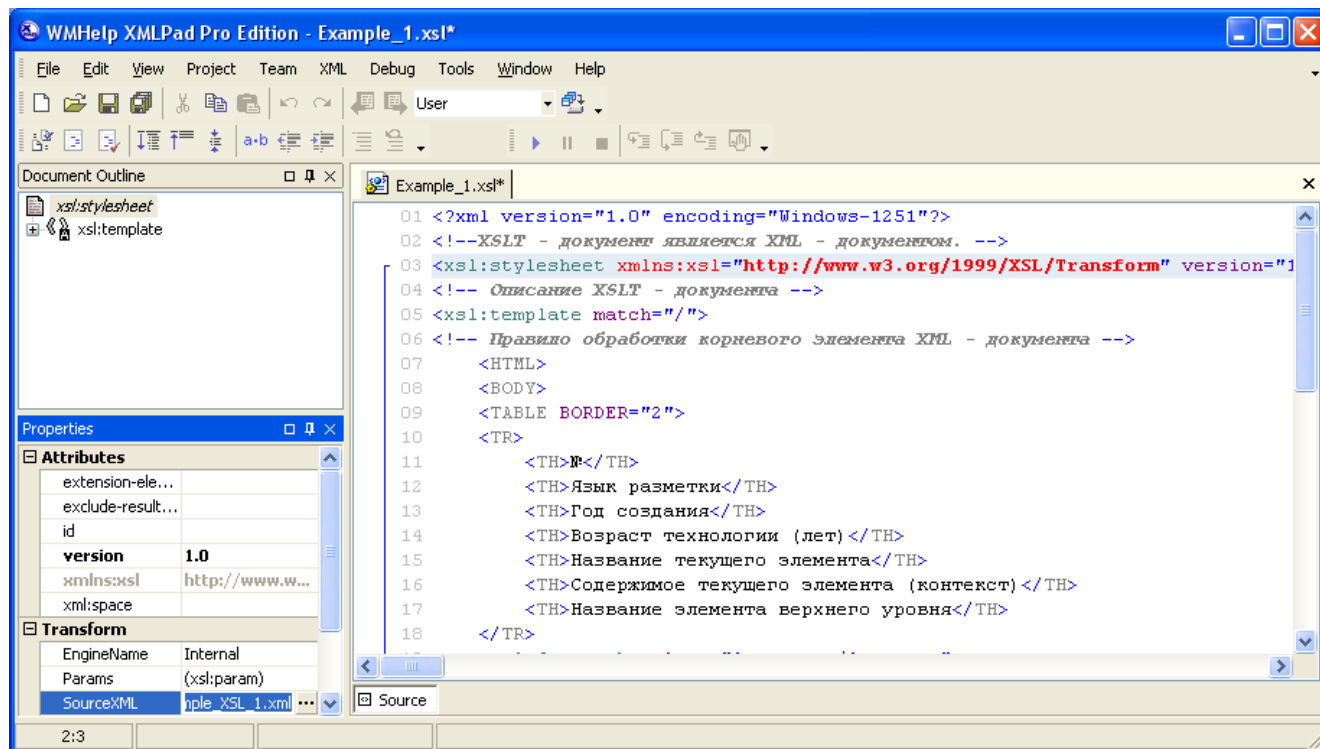 WMHelp XMLPad Pro Edition - Example_1.xsl*
File Edit View Project Team XML Debug Tools Window Help
User
a•b
Document Outline
xsl:stylesheet
xsl:template
Properties
Attributes
extension-ele...
exclude-result...
id
version 1.0
xmlns:xsl http://www.w...
xml:space
Transform
EngineName Internal
Params (xsl:param)
SourceXML mple_XSL_1.xml ...
Example_1.xsl*
01 <?xml version="1.0" encoding="Windows-1251"?>
02 <!--XSLT - документ является XML - документом. -->
03 <xsl:stylesheet xmlns:xsl="http://www.w3.org/1999/XSL/Transform" version="1
04 <!-- Описание XSLT - документа -->
05 <xsl:template match="/">
06 <!-- Правило обработки корневого элемента XML - документа -->
07 <HTML>
08 <BODY>
09 <TABLE BORDER="2">
10 <TR>
11 <TH>№</TH>
12 <TH>Язык разметки</TH>
13 <TH>Год создания</TH>
14 <TH>Возраст технологии (лет)</TH>
15 <TH>Название текущего элемента</TH>
16 <TH>Содержимое текущего элемента (контекст)</TH>
17 <TH>Название элемента верхнего уровня</TH>
18 </TR>
Source
2:3